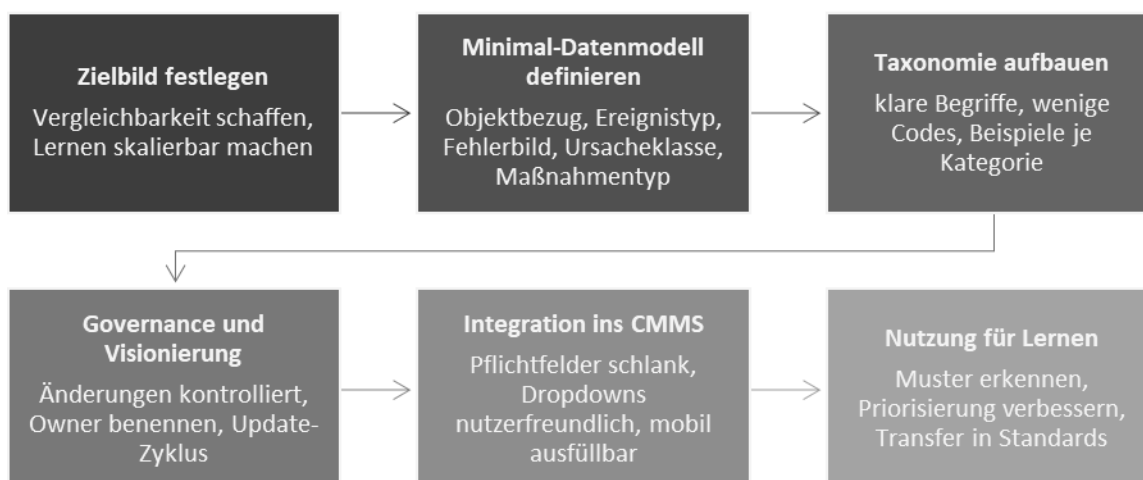 Zielbild festlegen
Vergleichbarkeit schaffen,
Lernen skalierbar machen
Minimal-Datenmodell
definieren
Objektbezug, Ereignistyp,
Fehlerbild, Ursacheklasse,
Maßnahmentyp
Taxonomie aufbauen
klare Begriffe, wenige
Codes, Beispiele je
Kategorie
Governance und
Visionierung
Änderungen kontrolliert,
Owner benennen, Update-
Zyklus
Integration ins CMMS
Pflichtfelder schlank,
Dropdowns
nutzerfreundlich, mobil
ausfüllbar
Nutzung für Lernen
Muster erkennen,
Priorisierung verbessern,
Transfer in Standards